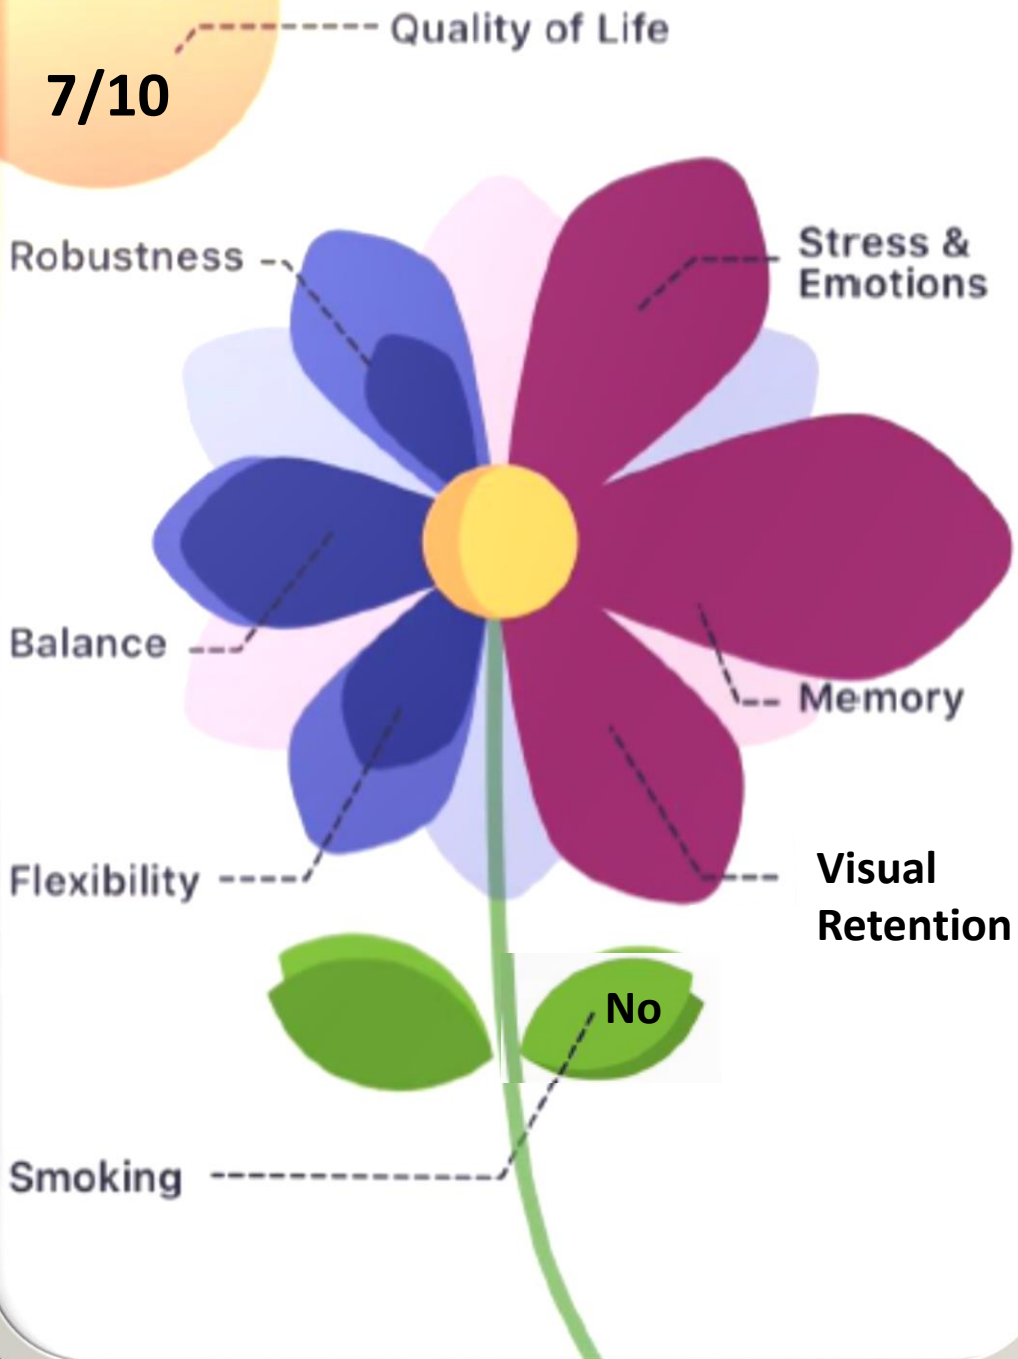 Quality of Life
7/10
Robustness
Stress &
Emotions
Balance
Memory
Flexibility
Visual
Retention
No
Smoking